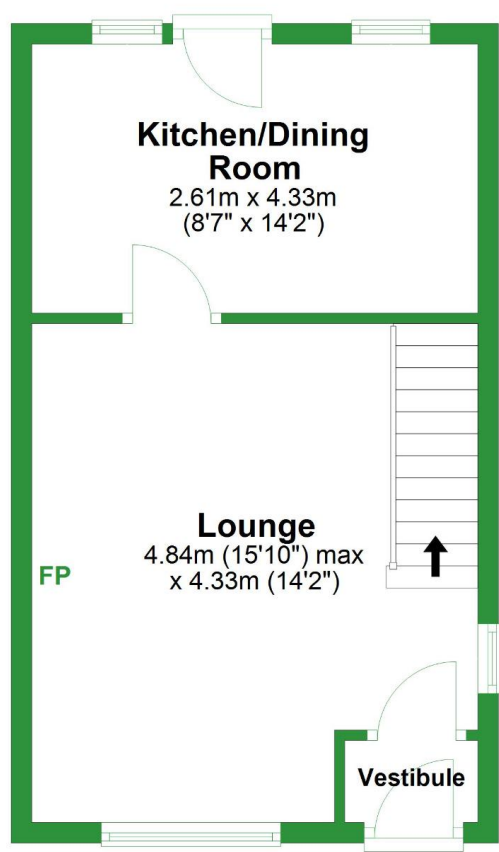 Kitchen/Dining
Room
2.61m x 4.33m
(8'7" x 14'2")
Lounge
4.84m (15'10") max
x 4.33m (14'2")
FP
Vestibule